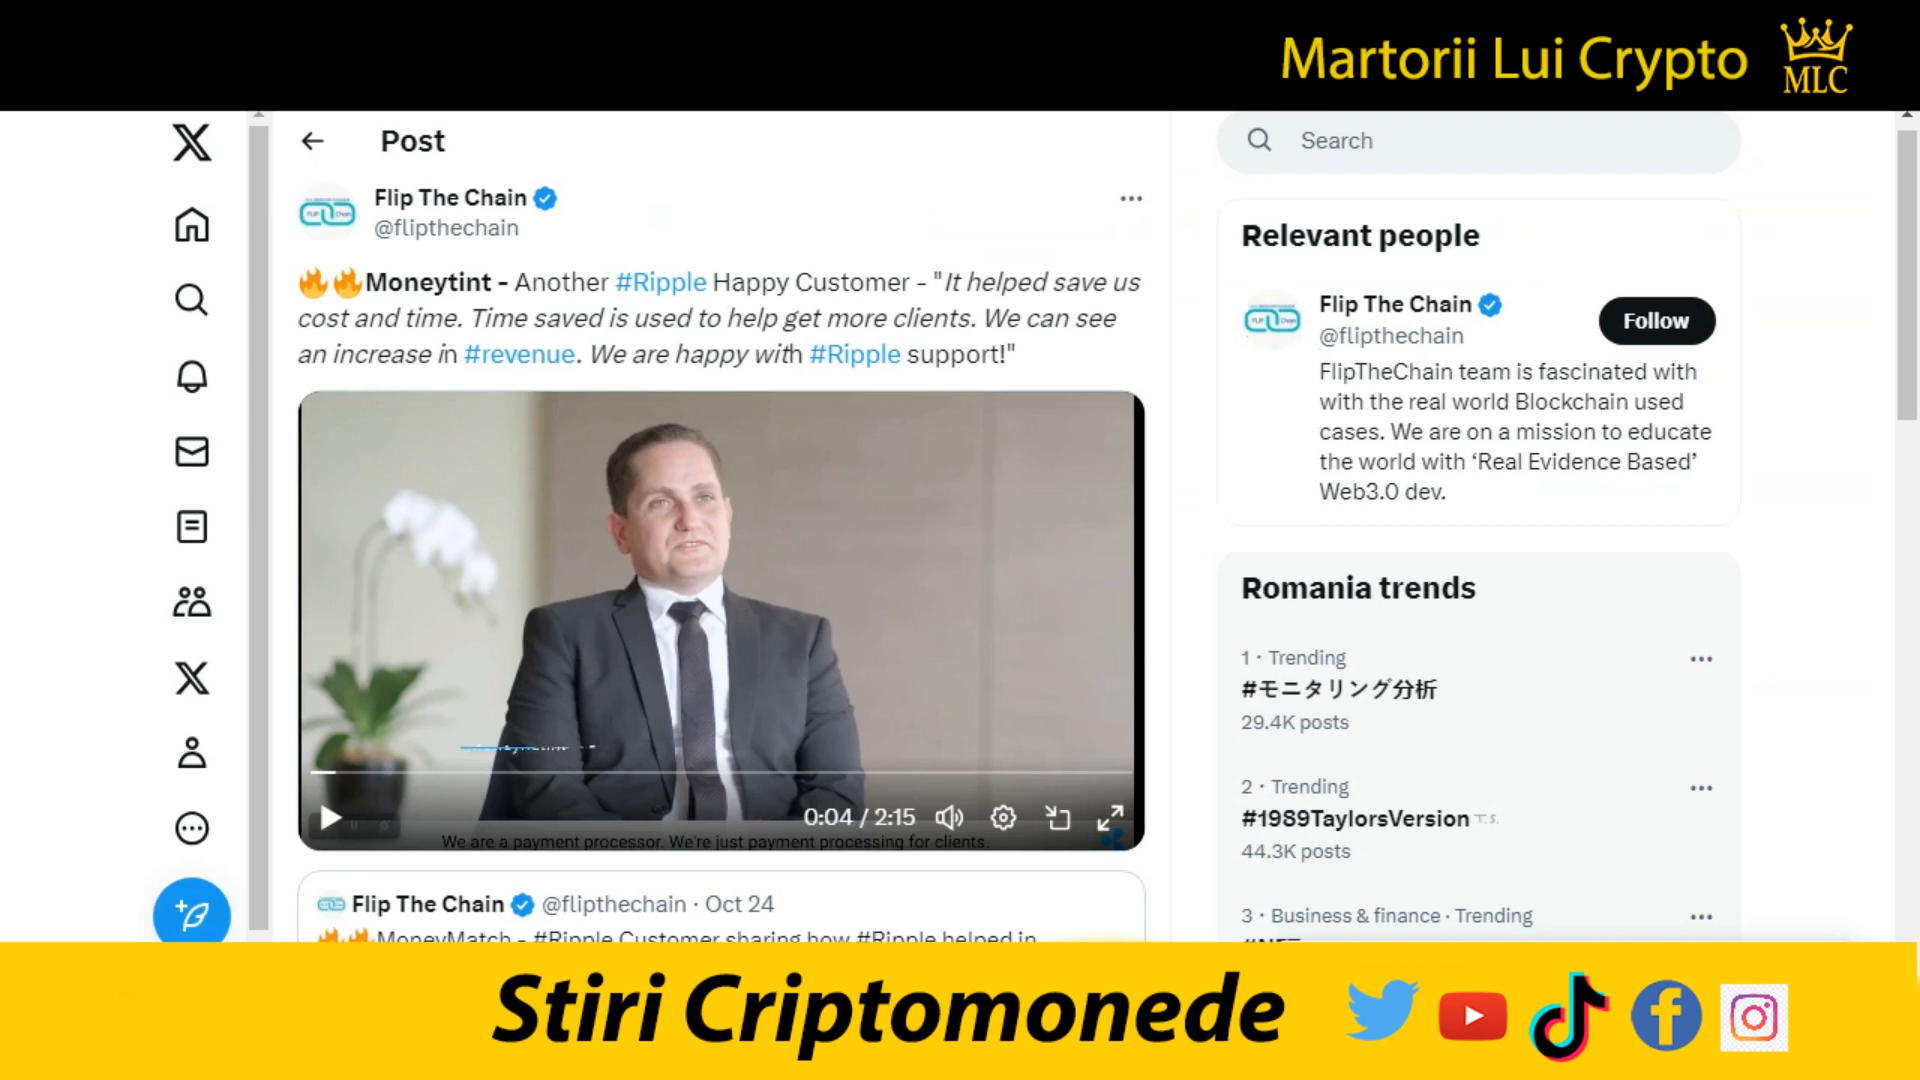 Martorii Lui Crypto
MLC
Post
Search
Flip The Chain
@flipthechain
🔥🔥Moneytint - Another #Ripple Happy Customer - "It helped save us
cost and time. Time saved is used to help get more clients. We can see
an increase in #revenue. We are happy with #Ripple support!"
0:04 / 2:15
We are a payment processor. We're just payment processing for clients.
Flip The Chain @flipthechain · Oct 24
🔥🔥MoneyMatch - #Ripple Customer sharing how #Ripple helped in
Relevant people
Flip The Chain
@flipthechain
Follow
FlipTheChain team is fascinated with
with the real world Blockchain used
cases. We are on a mission to educate
the world with ‘Real Evidence Based’
Web3.0 dev.
Romania trends
1 · Trending
#モニタリング分析
29.4K posts
2 · Trending
#1989TaylorsVersion T.S.
44.3K posts
3 · Business & finance · Trending
Stiri Criptomonede